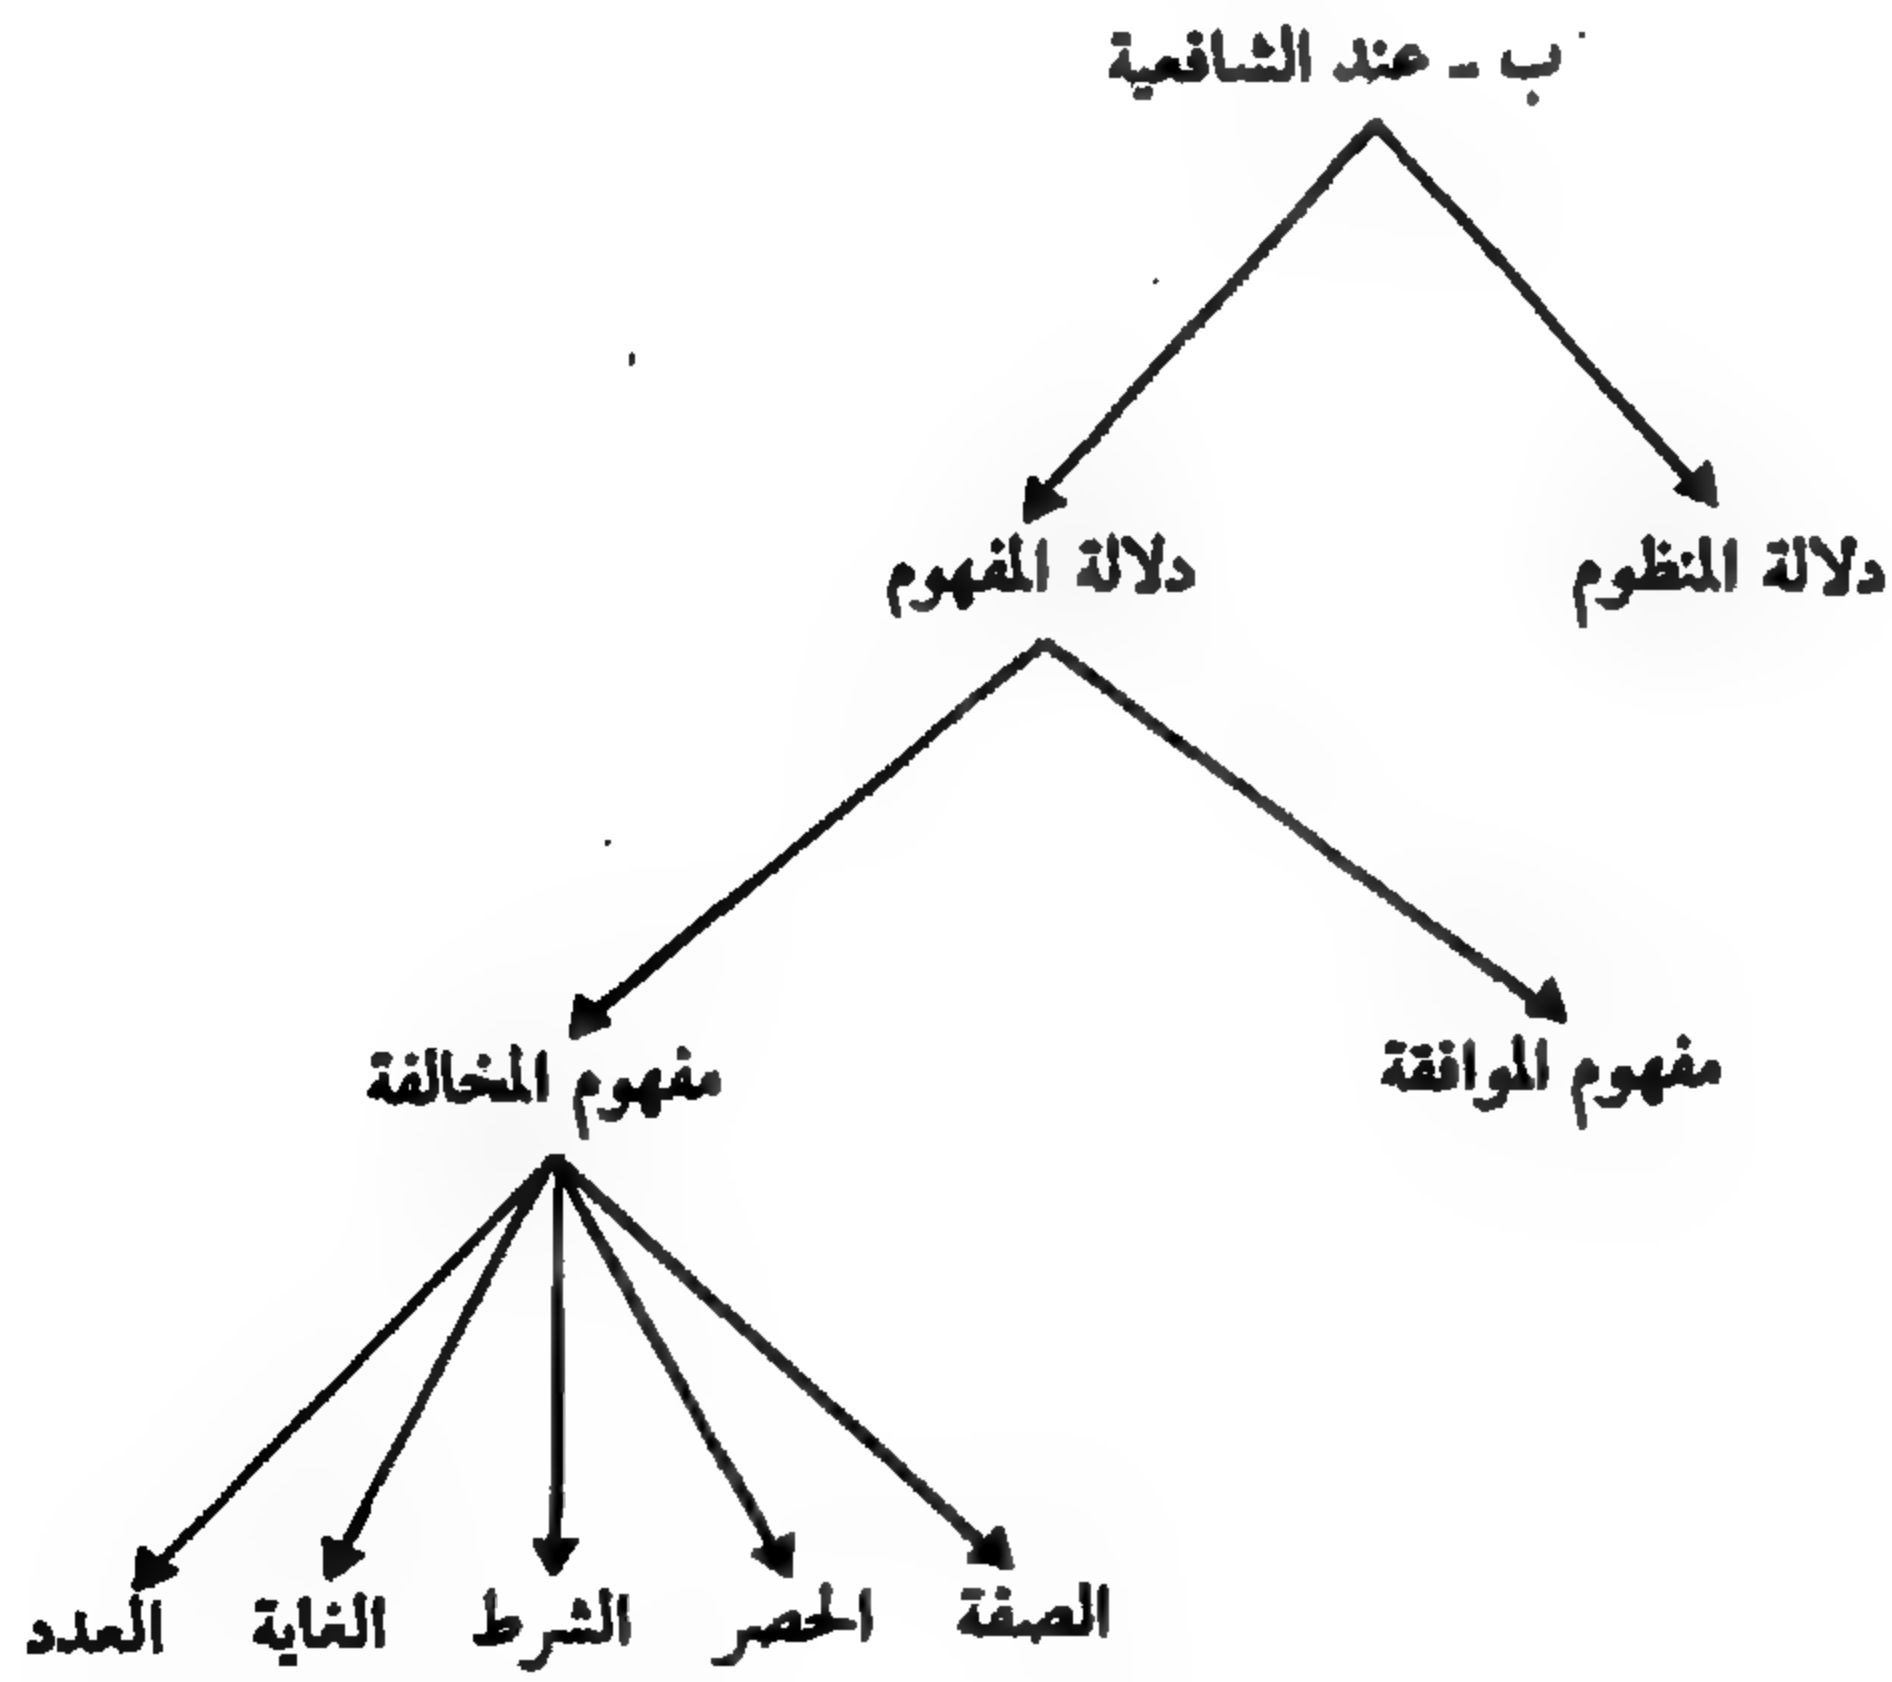 ب - عند الشافعية
دلالة المنظوم دلالة المفهوم
مفهوم الموافقة مفهوم المخالفة
الصفة الحصر الشرط الغاية العدد